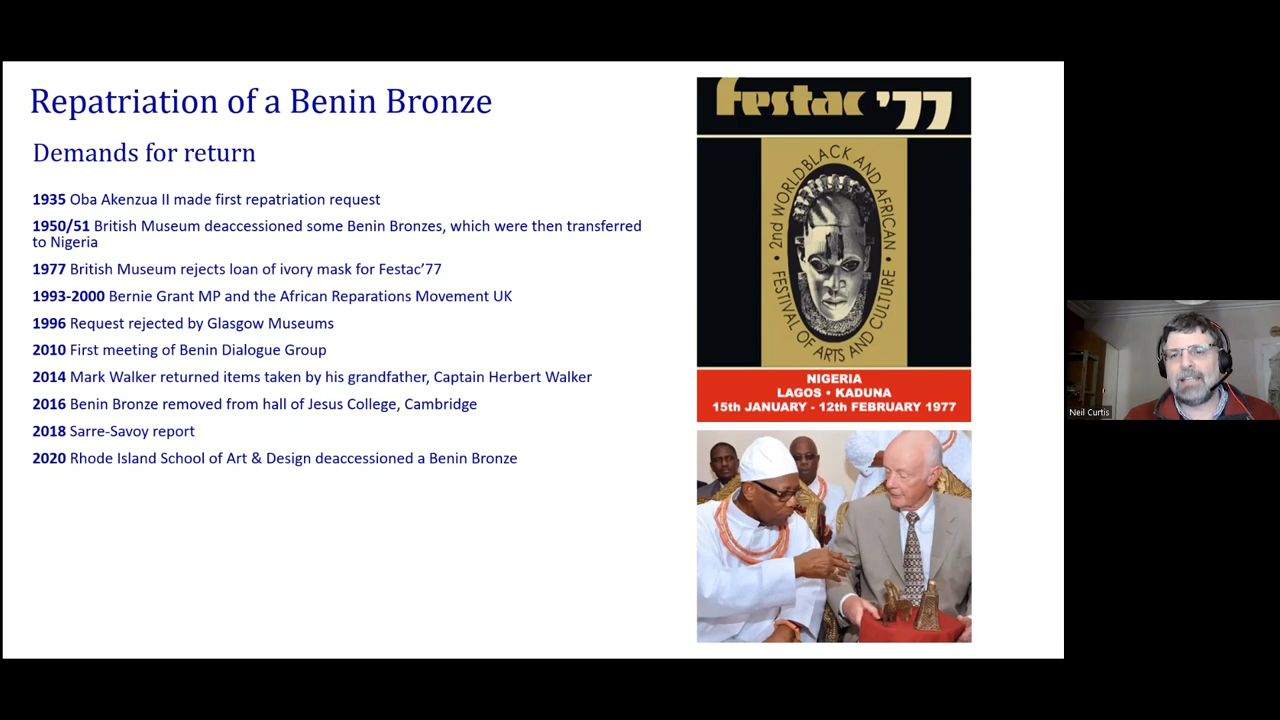 Repatriation of a Benin Bronze
Demands for return
1935 Oba Akenzua II made first repatriation request
1950/51 British Museum deaccessioned some Benin Bronzes, which were then transferred
to Nigeria
1977 British Museum rejects loan of ivory mask for Festac'77
1993-2000 Bernie Grant MP and the African Reparations Movement UK
1996 Request rejected by Glasgow Museums
2010 First meeting of Benin Dialogue Group
2014 Mark Walker returned items taken by his grandfather, Captain Herbert Walker
2016 Benin Bronze removed from hall of Jesus College, Cambridge
2018 Sarre-Savoy report
2020 Rhode Island School of Art & Design deaccessioned a Benin Bronze
festac '77
• 2nd WORLD BLACK AND AFRICAN •
FESTIVAL OF ARTS AND CULTURE
NIGERIA
LAGOS • KADUNA
15th JANUARY - 12th FEBRUARY 1977
Neil Curtis